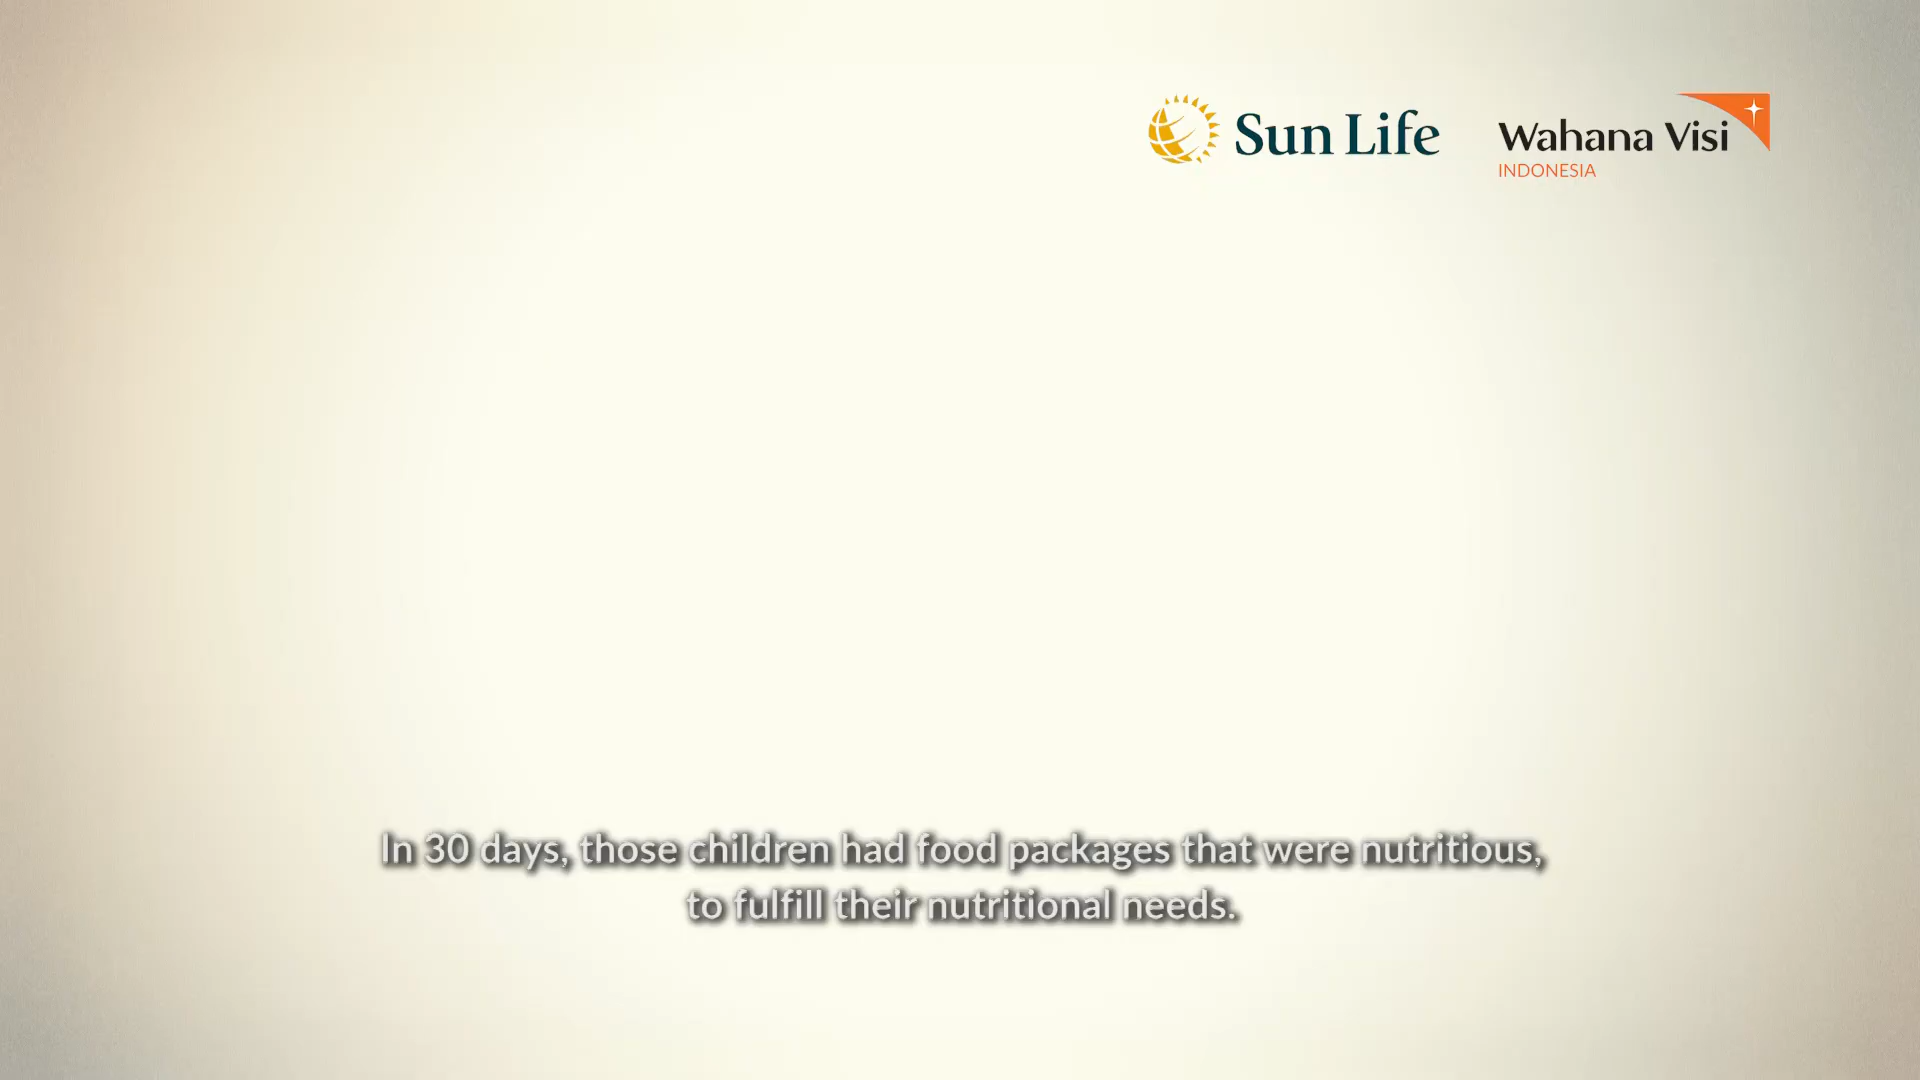 Sun Life
Wahana Visi
INDONESIA
In 30 days, those children had food packages that were nutritious,
to fulfill their nutritional needs.